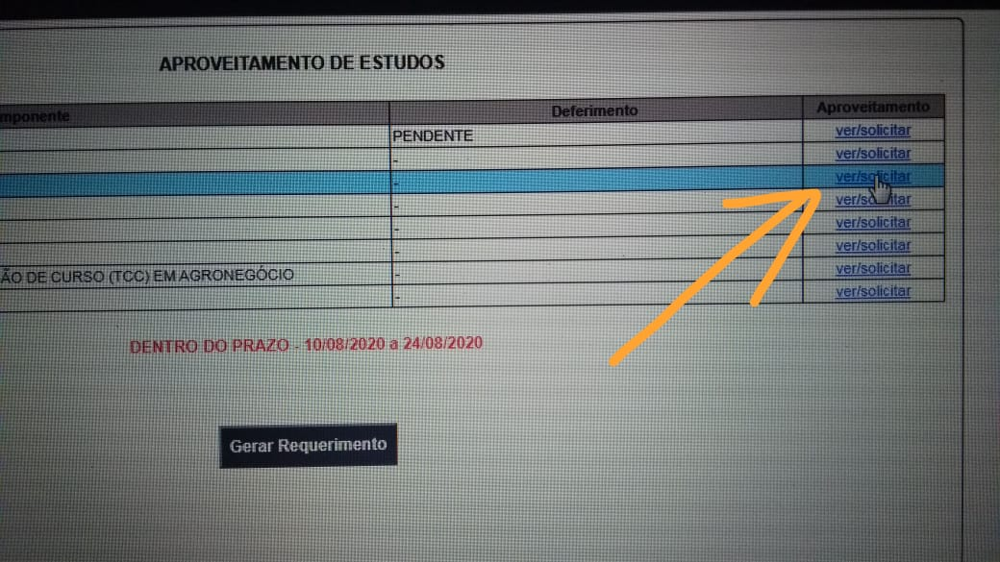 APROVEITAMENTO DE ESTUDOS
mponente Deferimento Aproveitamento
PENDENTE ver/solicitar
- ver/solicitar
- ver/solicitar
- ver/solicitar
- ver/solicitar
- ver/solicitar
ÃO DE CURSO (TCC) EM AGRONEGÓCIO - ver/solicitar
- ver/solicitar
DENTRO DO PRAZO - 10/08/2020 a 24/08/2020
Gerar Requerimento